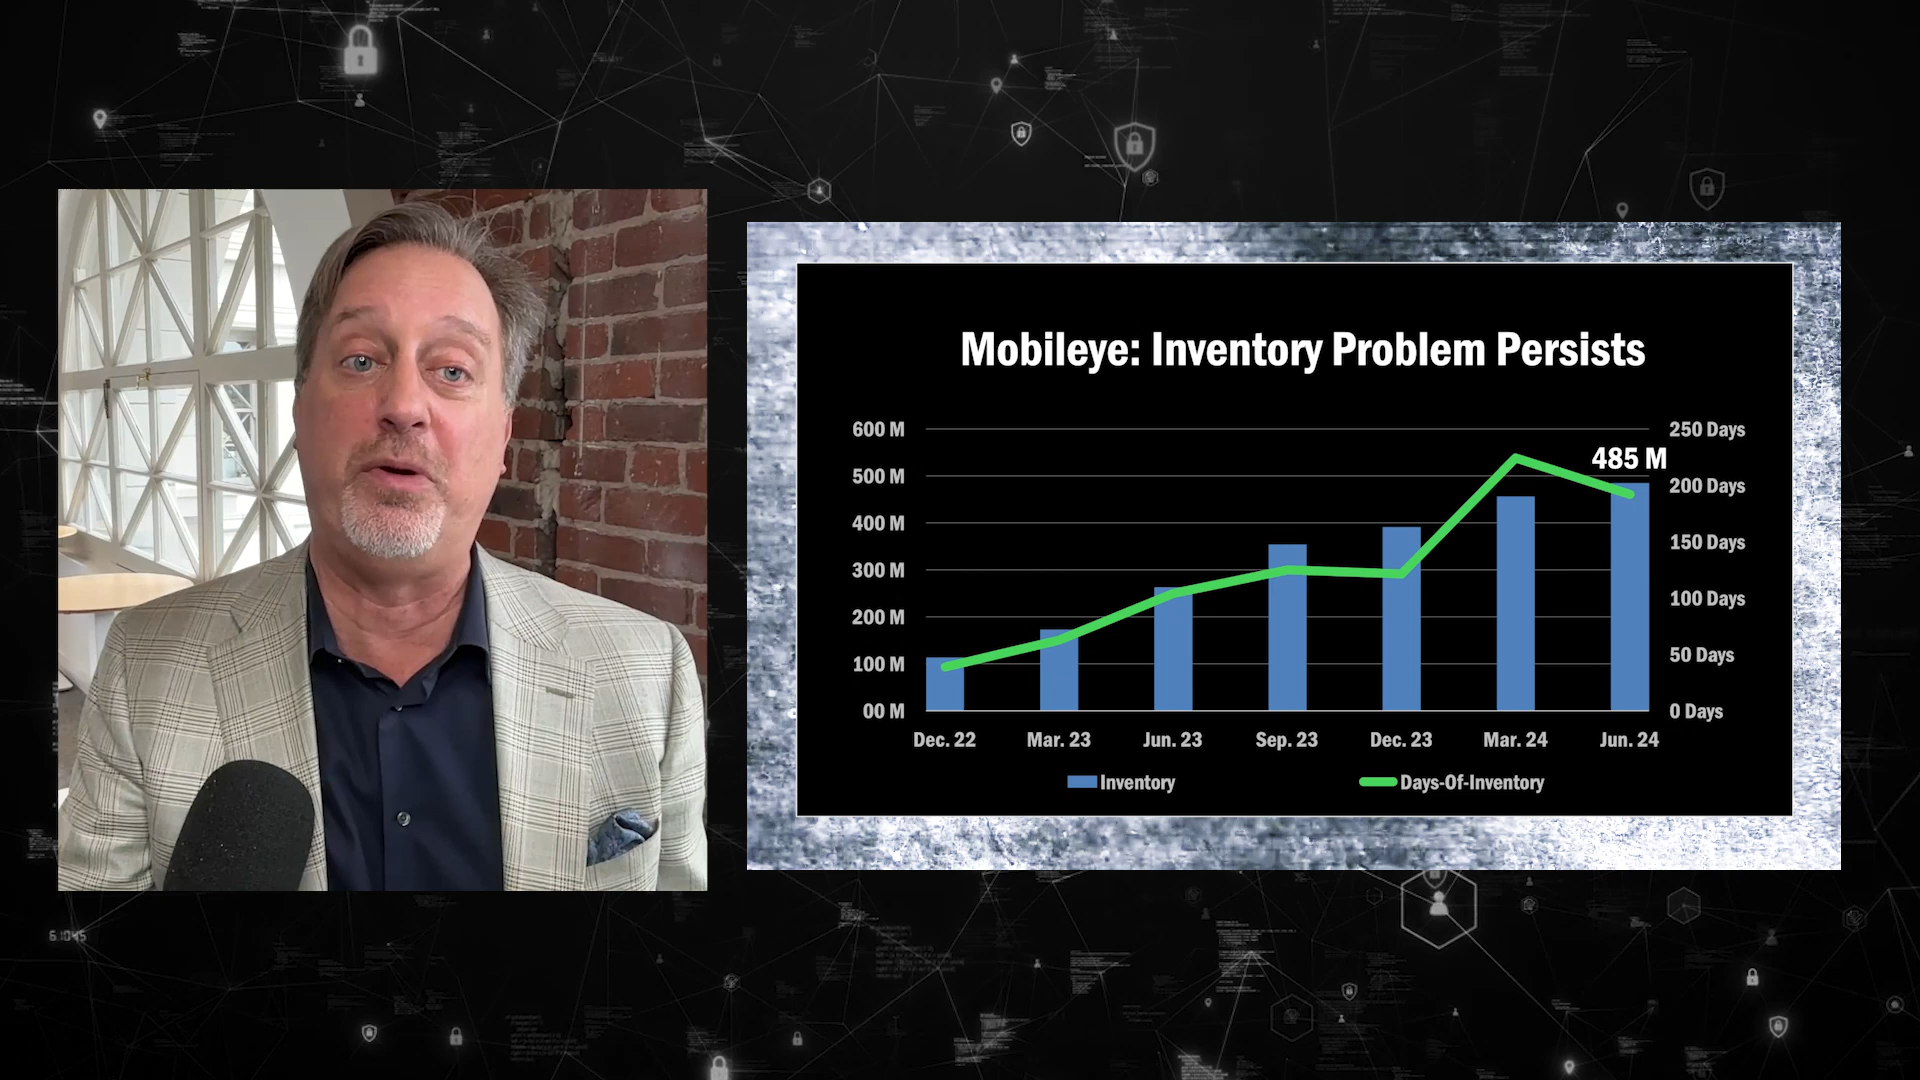 Mobileye: Inventory Problem Persists
600 M
500 M
400 M
300 M
200 M
100 M
00 M
485 M
250 Days
200 Days
150 Days
100 Days
50 Days
0 Days
Dec. 22 Mar. 23 Jun. 23 Sep. 23 Dec. 23 Mar. 24 Jun. 24
Inventory Days-Of-Inventory